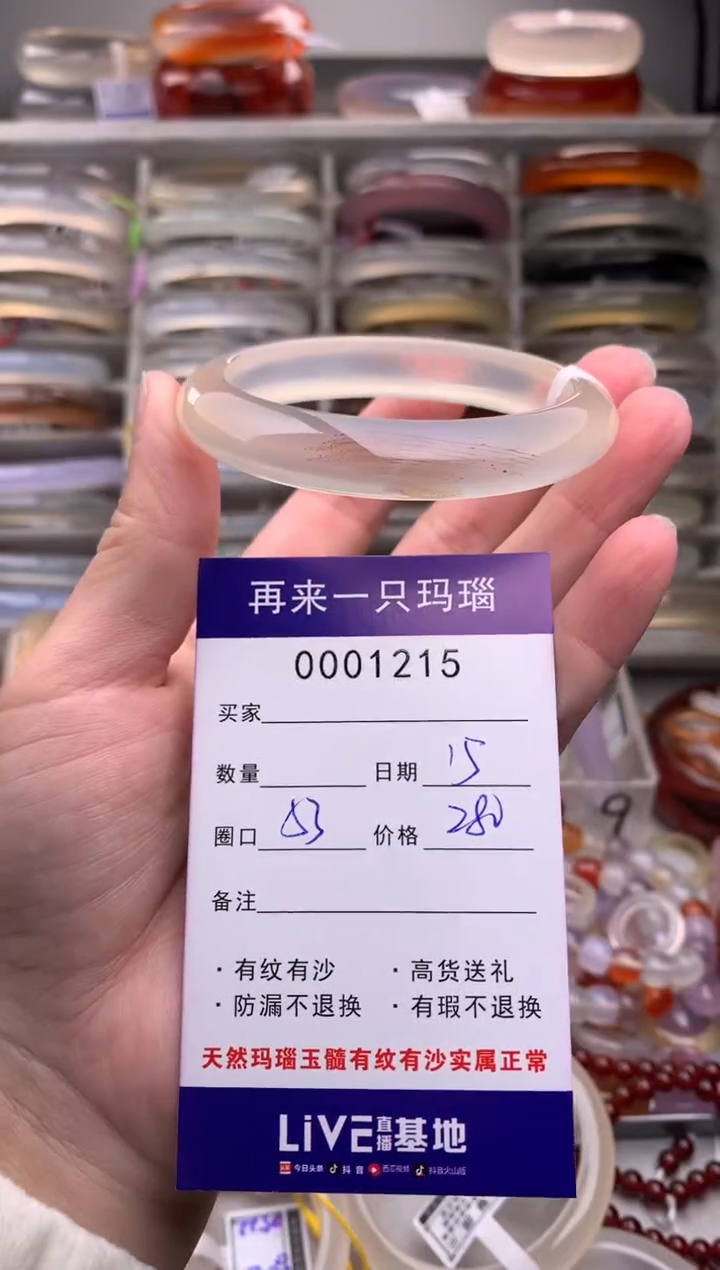 再来一只玛瑙
0001215
买家
数量 日期 15
圈口 53 价格 280
备注
· 有纹有沙 · 高货送礼
· 防漏不退换 · 有瑕不退换
天然玛瑙玉髓有纹有沙实属正常
LiVE直播基地
头条 今日头条 抖音 西瓜视频 抖音火山版
9